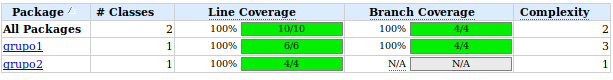 Package # Classes Line Coverage Branch Coverage Complexity
All Packages 2 100% 10/10 100% 4/4 2
grupo1 1 100% 6/6 100% 4/4 3
grupo2 1 100% 4/4 N/A N/A 1